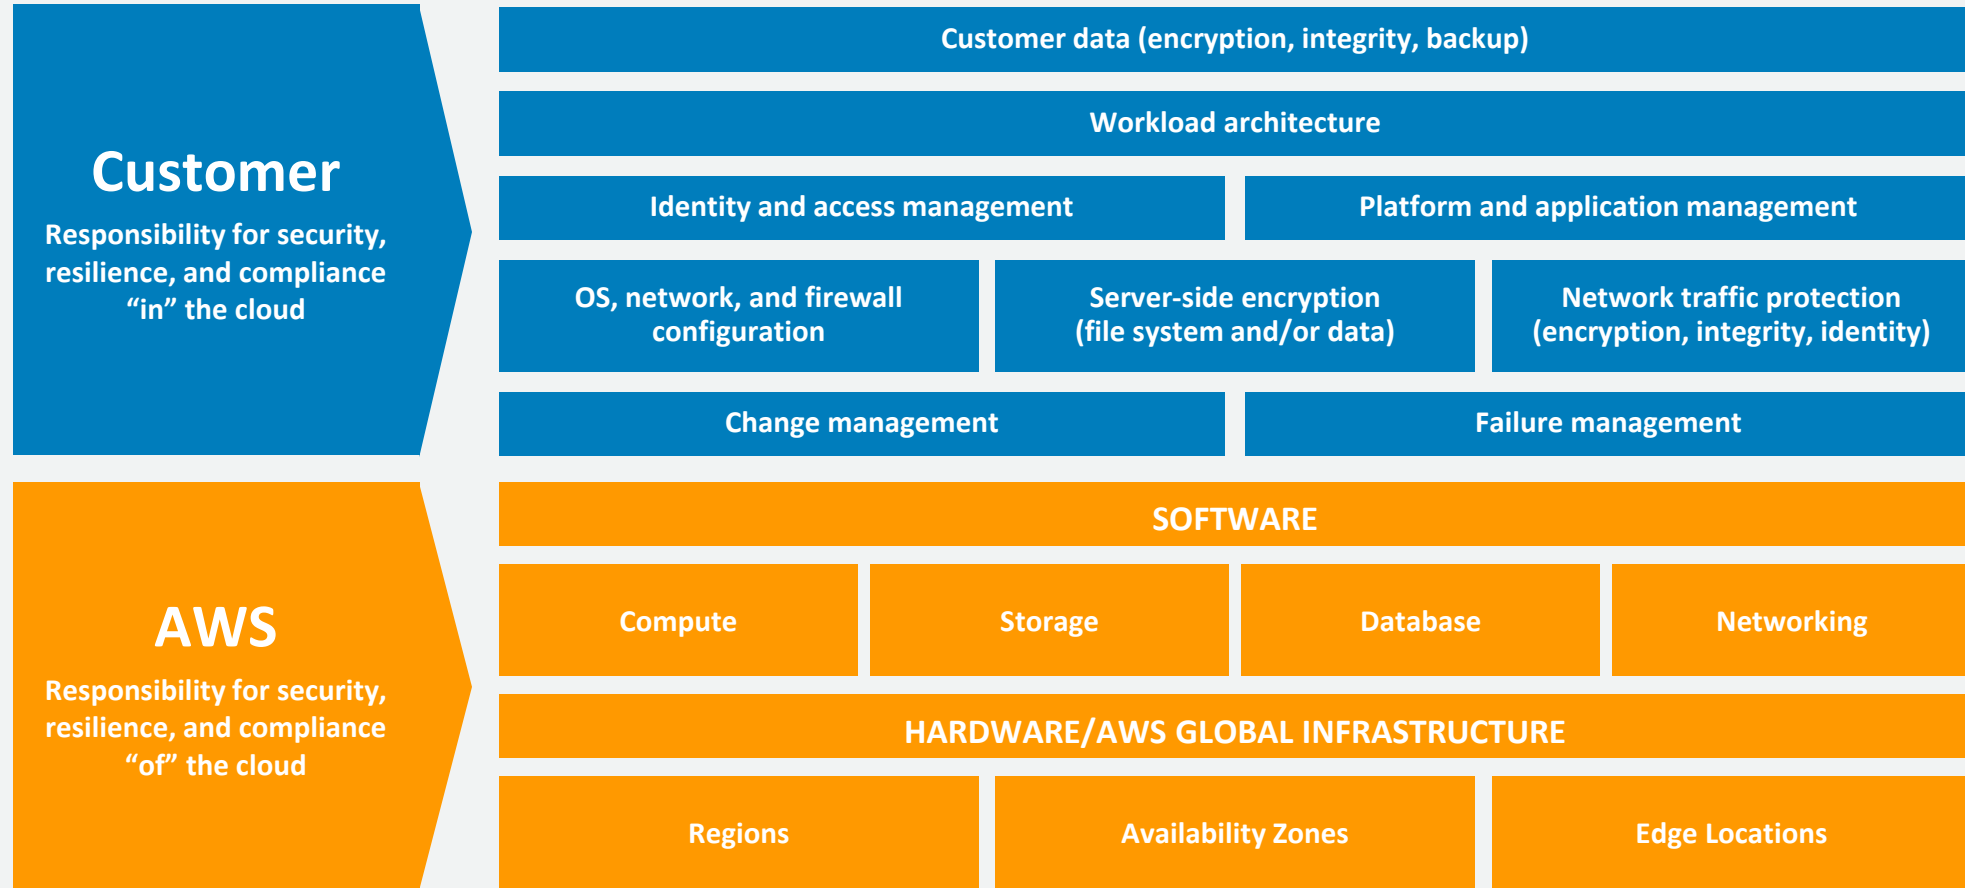 Customer
Responsibility for security,
resilience, and compliance
“in” the cloud
Customer data (encryption, integrity, backup)
Workload architecture
Identity and access management
Platform and application management
OS, network, and firewall
configuration
Server-side encryption
(file system and/or data)
Network traffic protection
(encryption, integrity, identity)
Change management
Failure management
AWS
Responsibility for security,
resilience, and compliance
“of” the cloud
SOFTWARE
Compute
Storage
Database
Networking
HARDWARE/AWS GLOBAL INFRASTRUCTURE
Regions
Availability Zones
Edge Locations